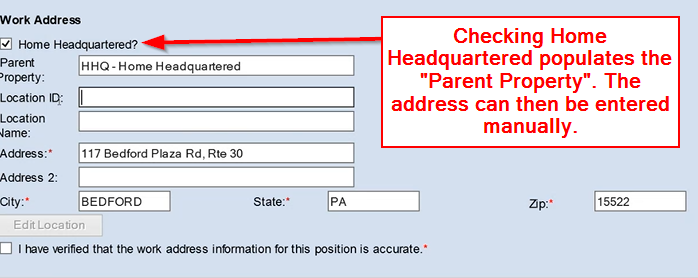 Work Address
Home Headquartered?
Parent Property: HHQ - Home Headquartered
Location ID:
Location Name:
Address:* 117 Bedford Plaza Rd, Rte 30
Address 2:
City:* BEDFORD State:* PA Zip:* 15522
Edit Location
I have verified that the work address information for this position is accurate.*
Checking Home
Headquartered populates the
"Parent Property". The
address can then be entered
manually.